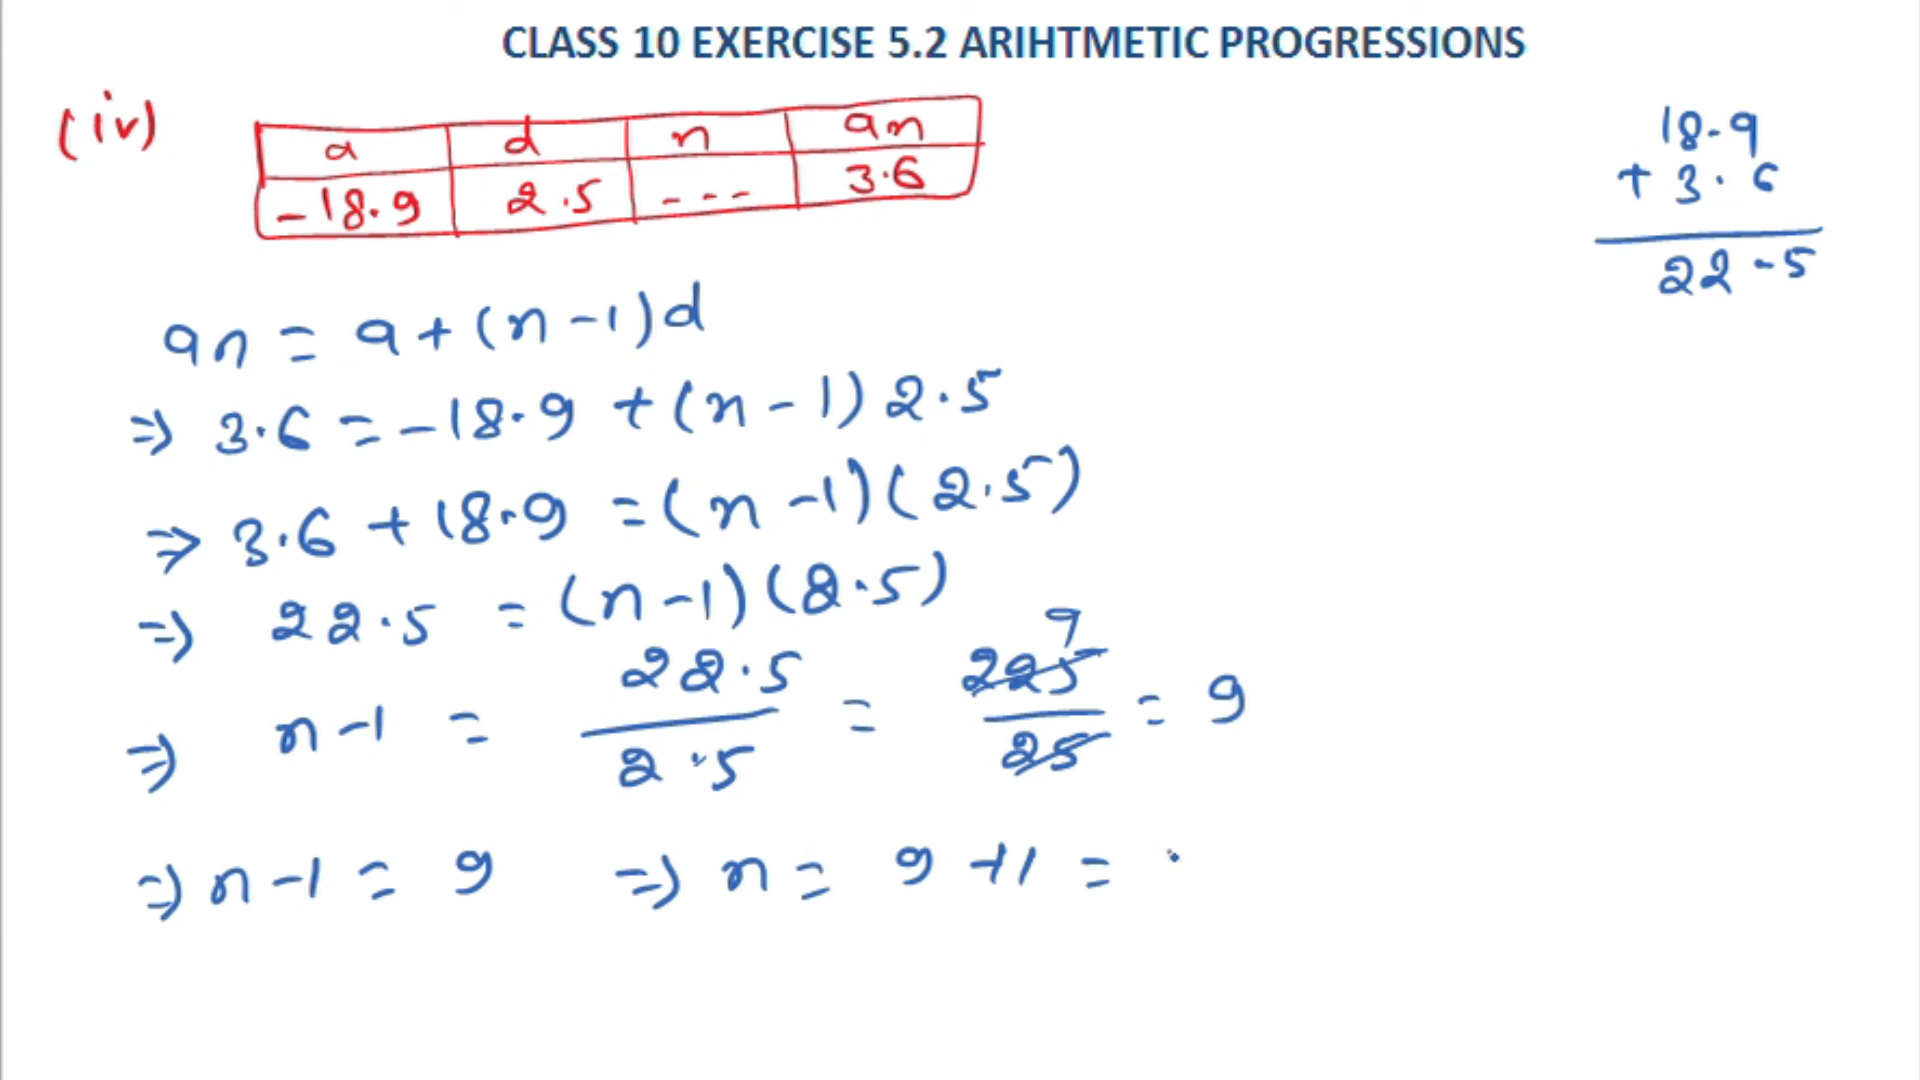 CLASS 10 EXERCISE 5.2 ARIHTMETIC PROGRESSIONS
(iv)
a d n an
-18.9 2.5 --- 3.6
18.9
+ 3.6
22.5
an = a + (n-1)d
⇒ 3.6 = -18.9 + (n-1) 2.5
⇒ 3.6 + 18.9 = (n-1)(2.5)
⇒ 22.5 = (n-1)(2.5)
⇒ n-1 = 22.5/2.5 = 225/25 9 = 9
⇒ n-1 = 9 ⇒ n = 9+1 =